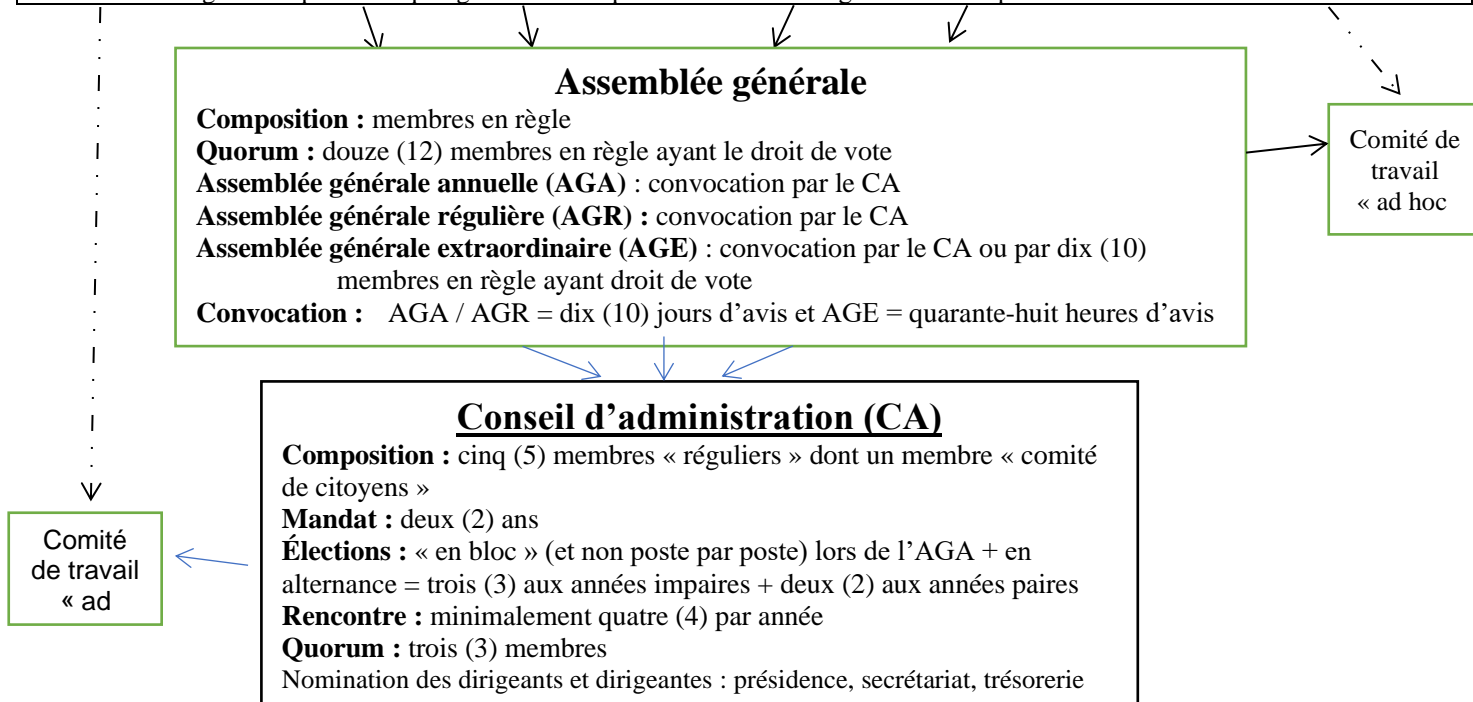 Assemblée générale
Composition : membres en règle
Quorum : douze (12) membres en règle ayant le droit de vote
Assemblée générale annuelle (AGA) : convocation par le CA
Assemblée générale régulière (AGR) : convocation par le CA
Assemblée générale extraordinaire (AGE) : convocation par le CA ou par dix (10)
membres en règle ayant droit de vote
Convocation : AGA / AGR = dix (10) jours d’avis et AGE = quarante-huit heures d’avis
Comité de
travail
« ad hoc
Conseil d’administration (CA)
Composition : cinq (5) membres « réguliers » dont un membre « comité
de citoyens »
Mandat : deux (2) ans
Élections : « en bloc » (et non poste par poste) lors de l’AGA + en
alternance = trois (3) aux années impaires + deux (2) aux années paires
Rencontre : minimalement quatre (4) par année
Quorum : trois (3) membres
Nomination des dirigeants et dirigeantes : présidence, secrétariat, trésorerie
Comité
de travail
« ad